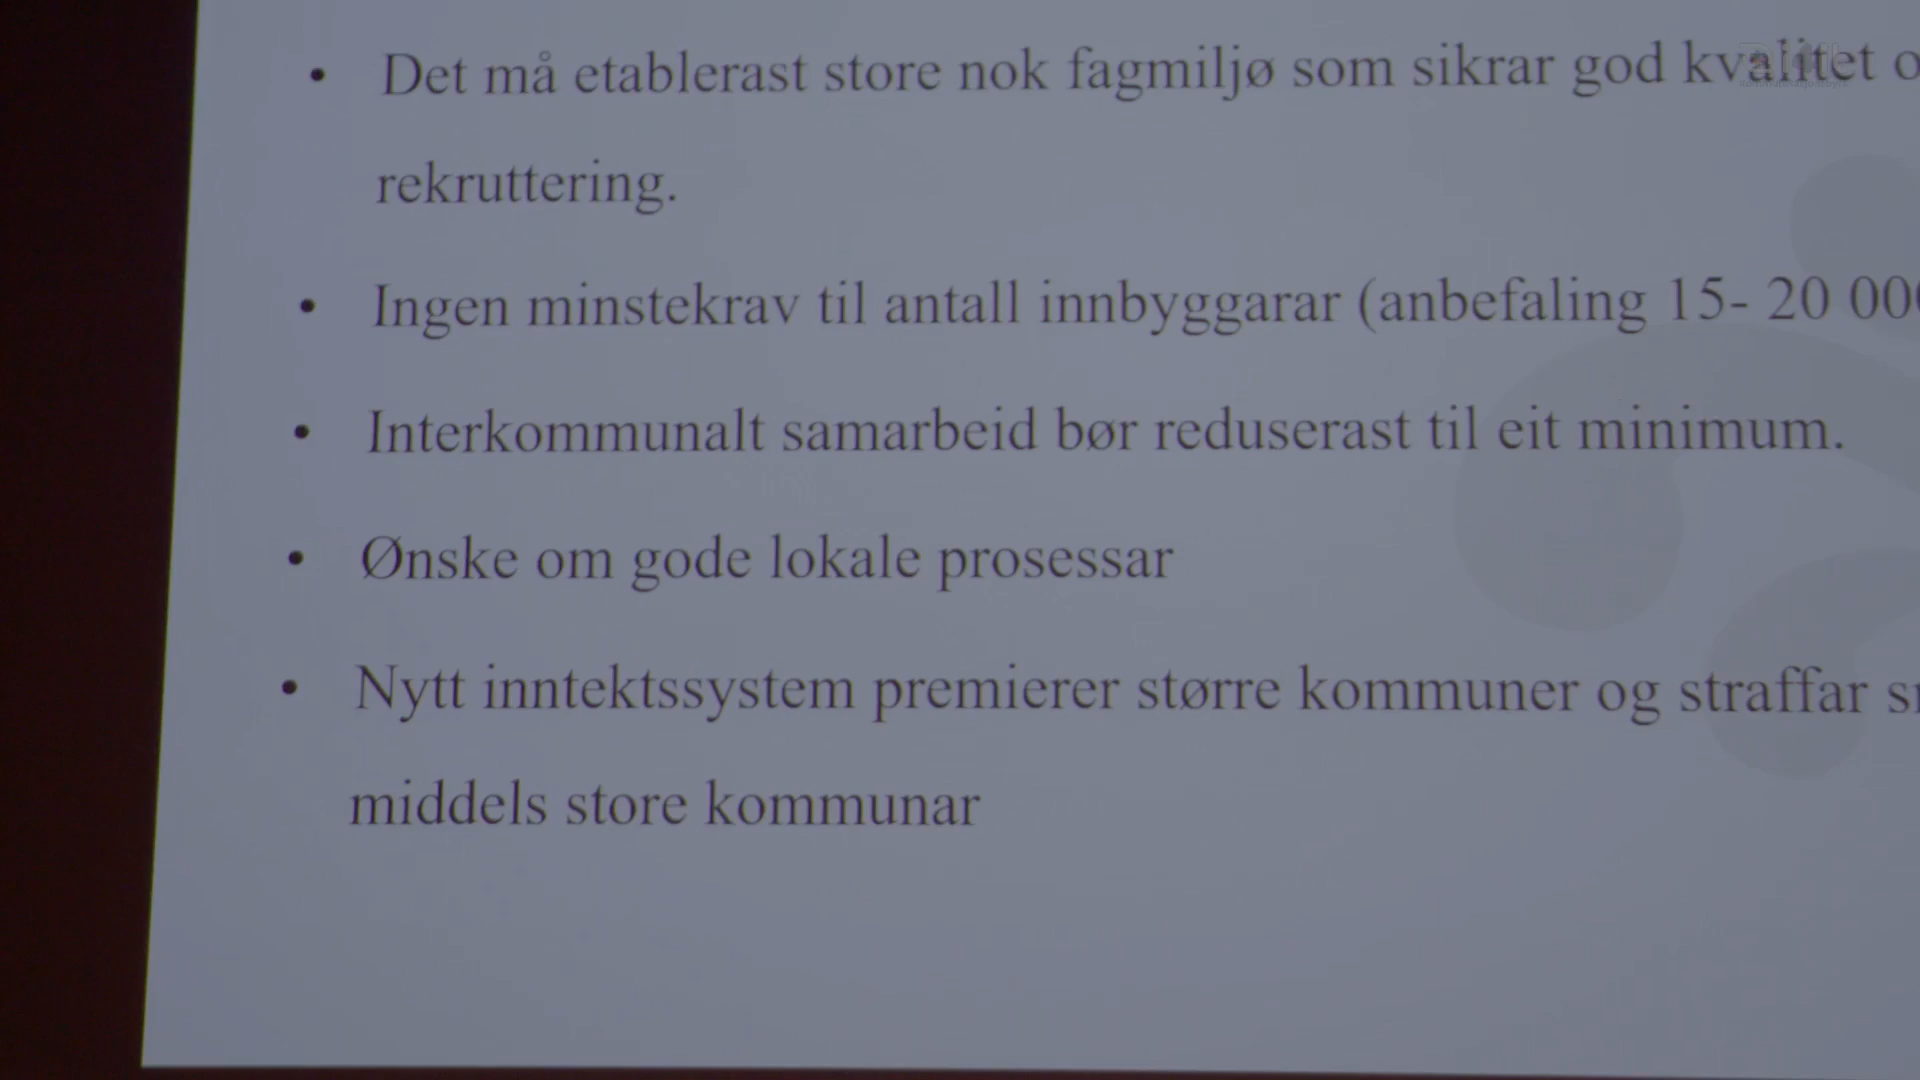 • Det må etablerast store nok fagmiljø som sikrar god kvalitet
rekruttering.
• Ingen minstekrav til antall innbyggarar (anbefaling 15- 20 000
• Interkommunalt samarbeid bør reduserast til eit minimum.
• Ønske om gode lokale prosessar
• Nytt inntektssystem premierer større kommuner og straffar
middels store kommunar